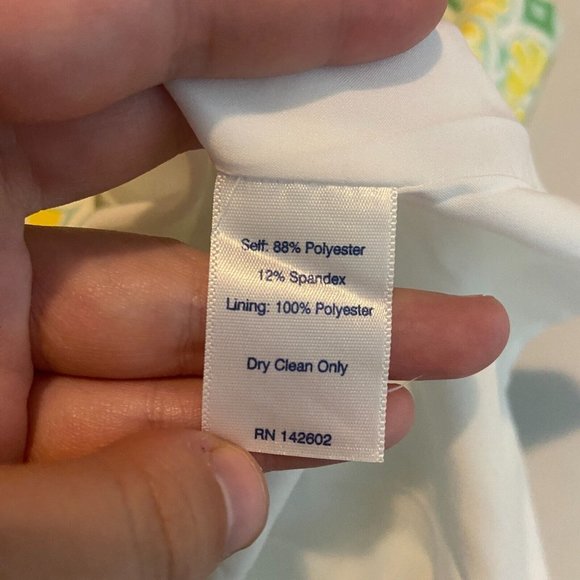 Self: 88% Polyester
12% Spandex
Lining: 100% Polyester
Dry Clean Only
RN 142602